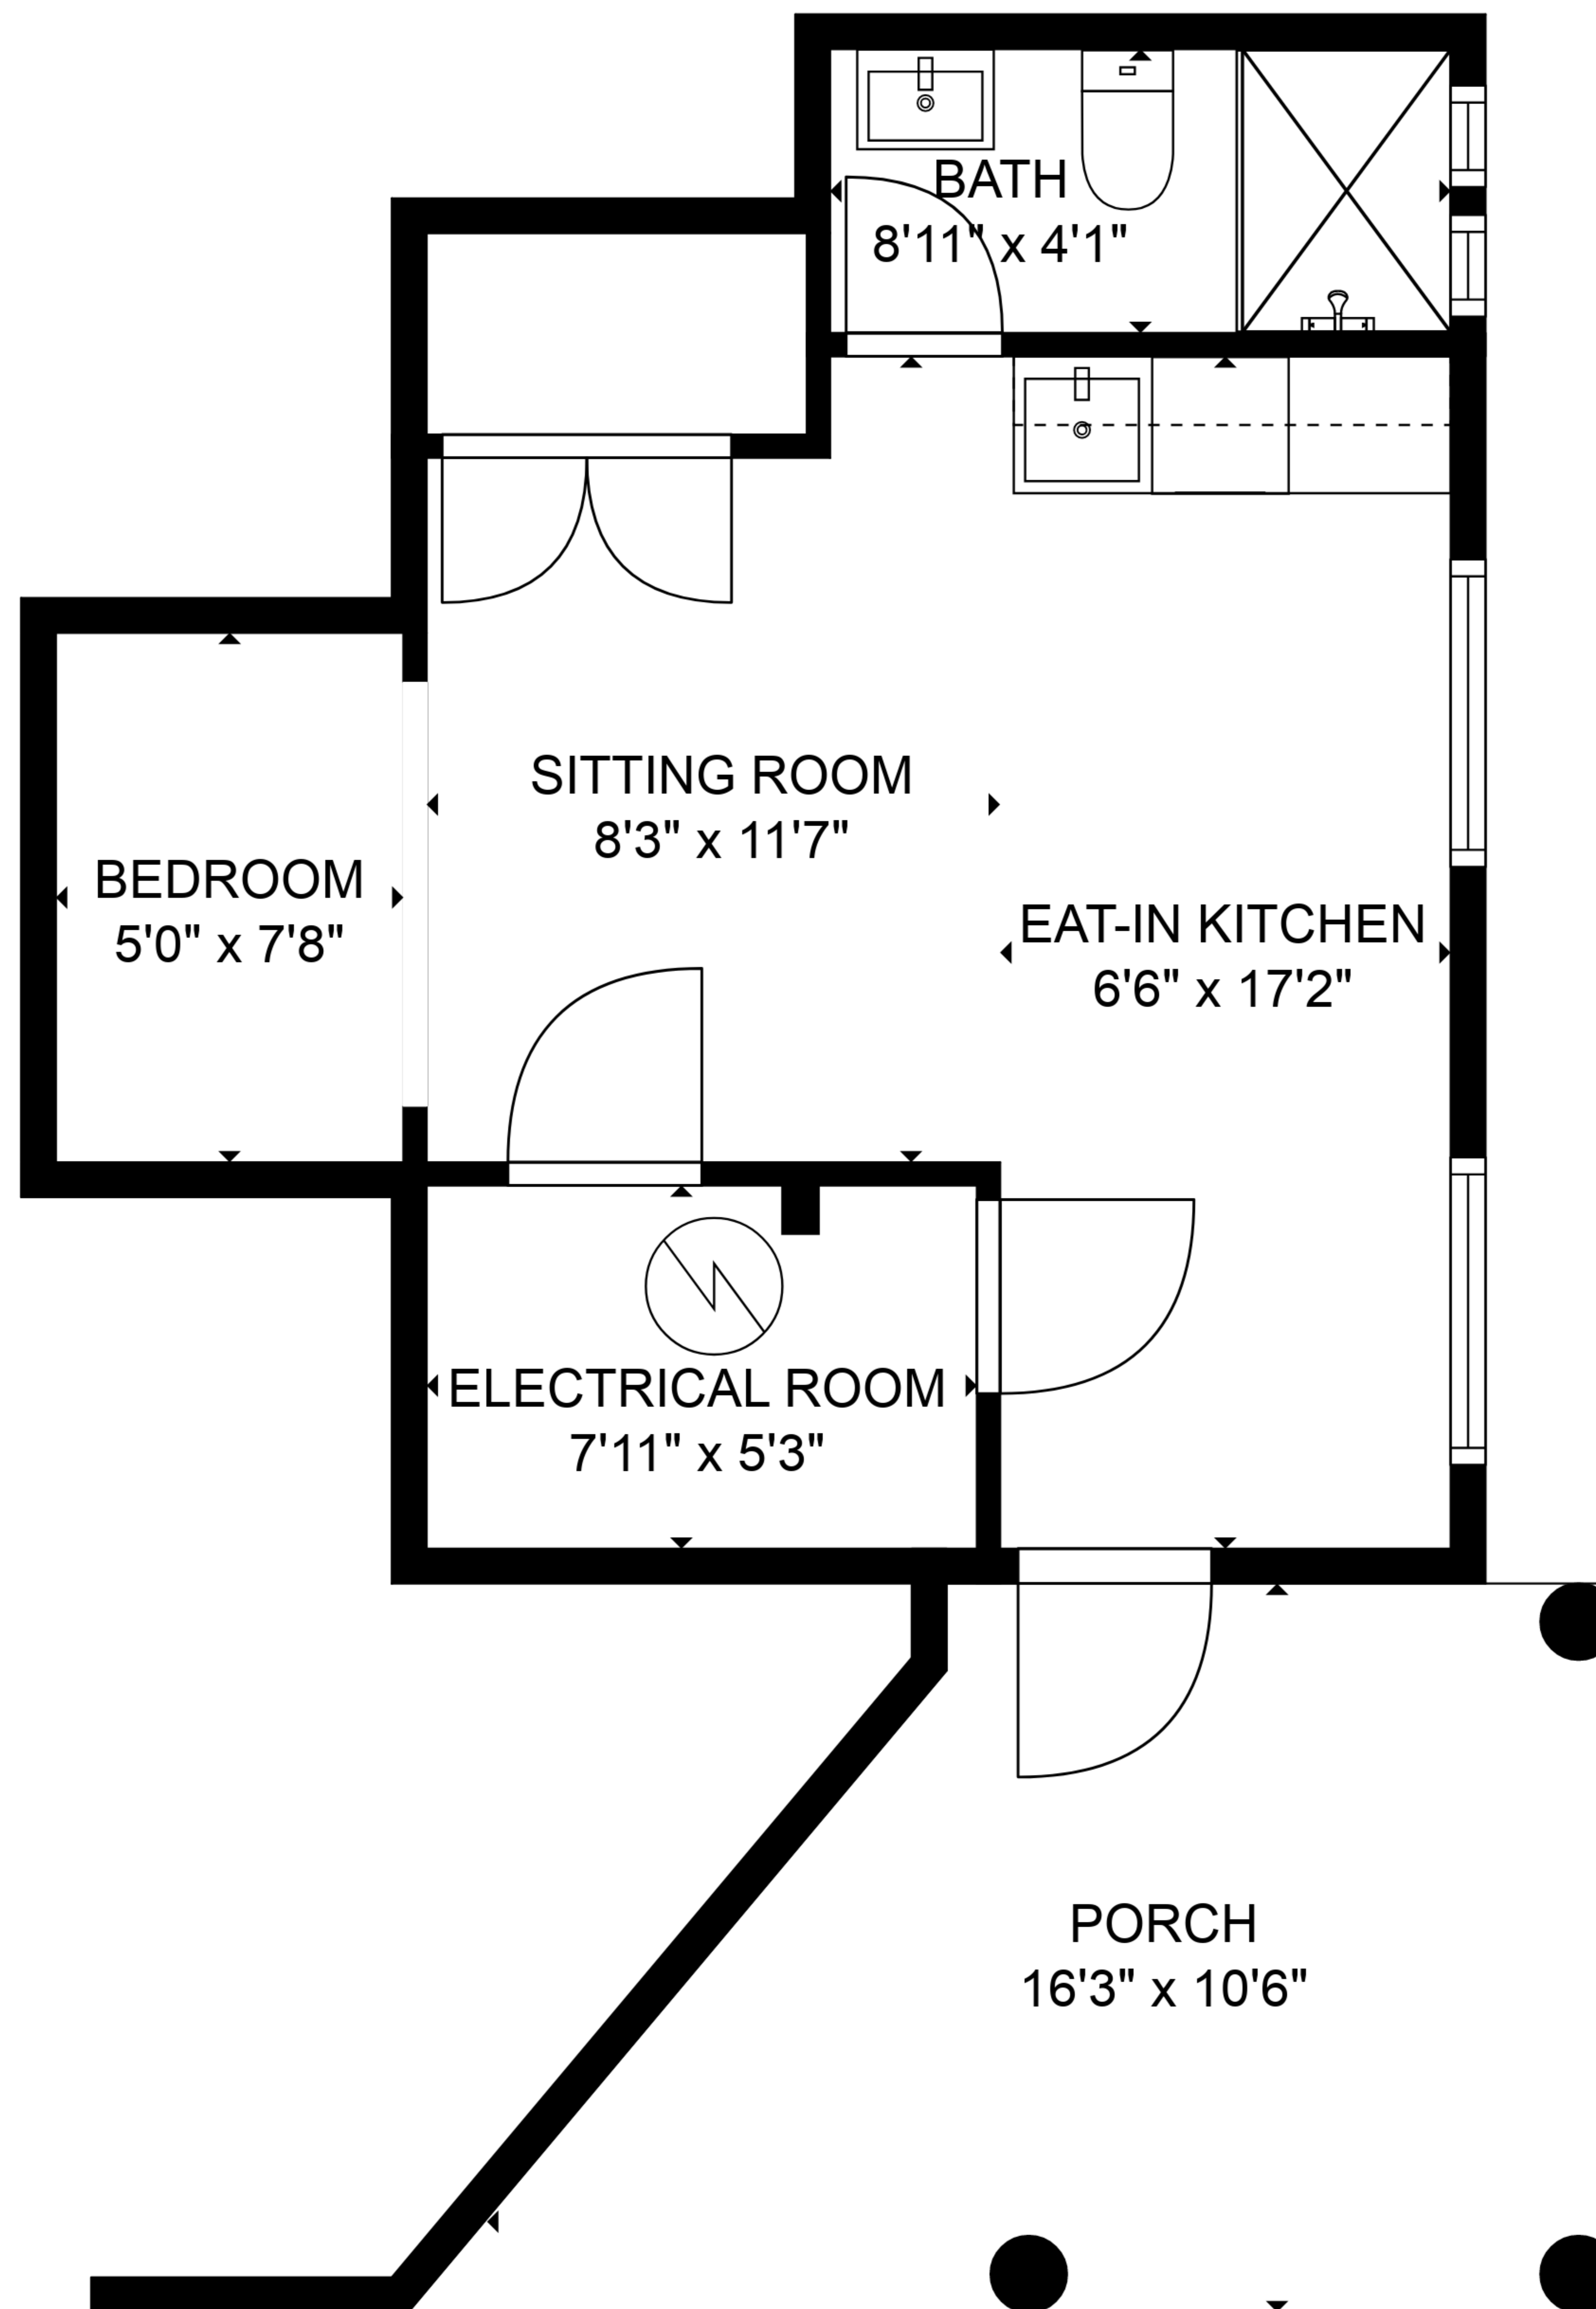 BATH
8'11" x 4'1"
SITTING ROOM
8'3" x 11'7"
BEDROOM
5'0" x 7'8"
EAT-IN KITCHEN
6'6" x 17'2"
ELECTRICAL ROOM
7'11" x 5'3"
PORCH
16'3" x 10'6"